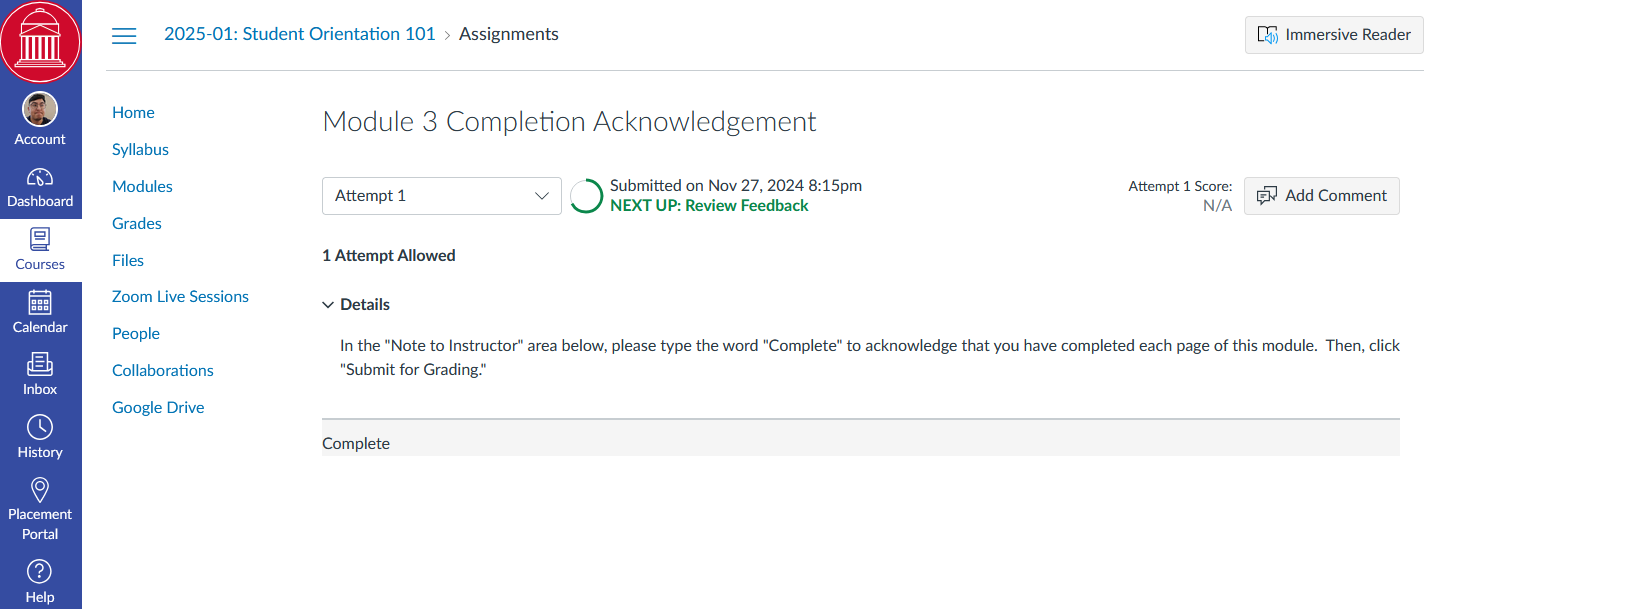 2025-01: Student Orientation 101 › Assignments
Immersive Reader
Account
Dashboard
Courses
Calendar
Inbox
History
Placement
Portal
Help
Home
Syllabus
Modules
Grades
Files
Zoom Live Sessions
People
Collaborations
Google Drive
Module 3 Completion Acknowledgement
Attempt 1
Submitted on Nov 27, 2024 8:15pm
NEXT UP: Review Feedback
Attempt 1 Score:
N/A
Add Comment
1 Attempt Allowed
Details
In the "Note to Instructor" area below, please type the word "Complete" to acknowledge that you have completed each page of this module.  Then, click
"Submit for Grading."
Complete